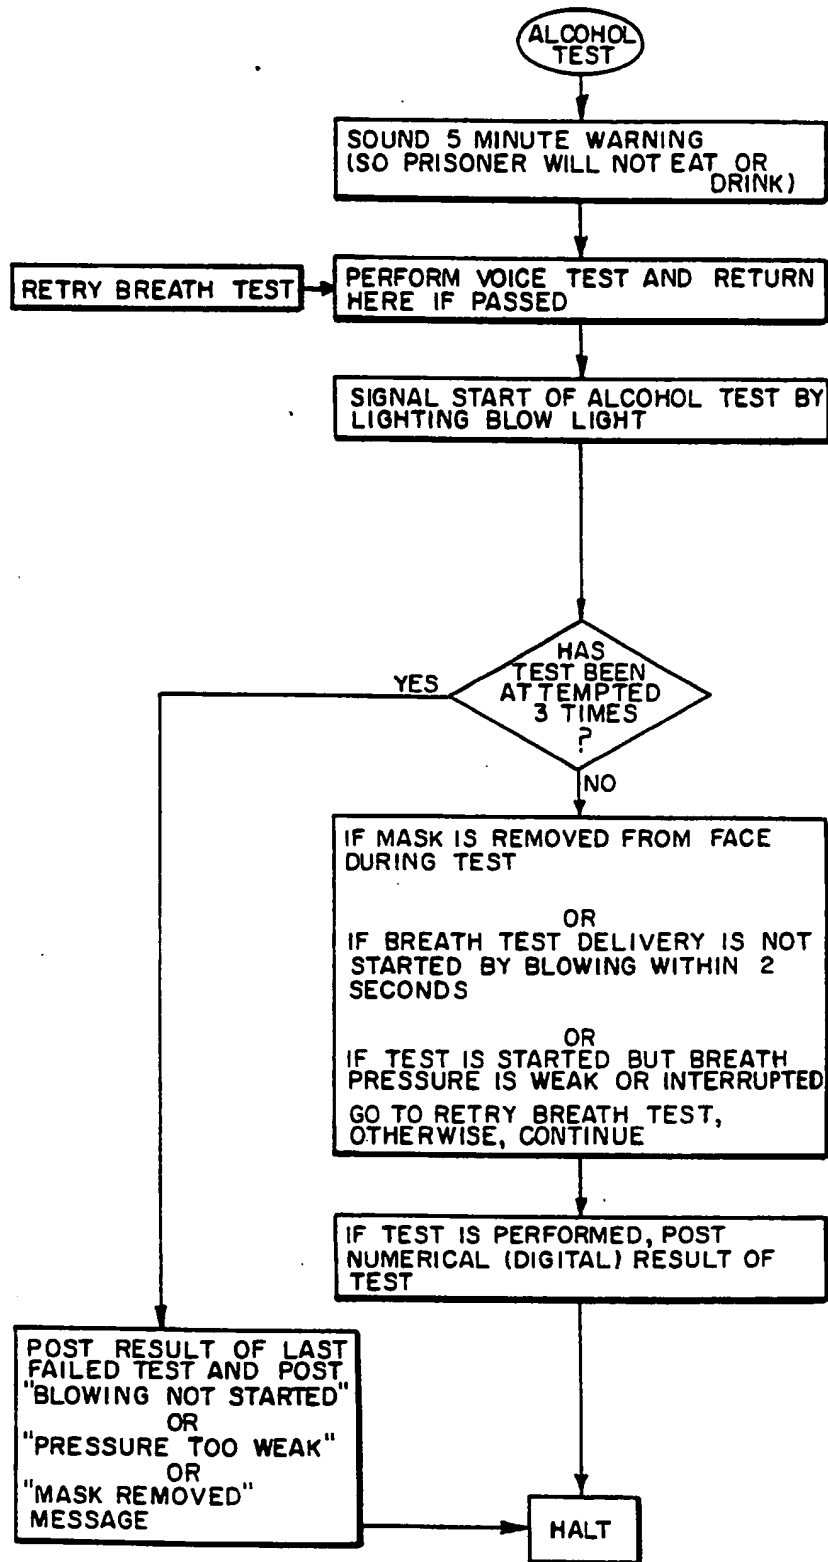 ALCOHOL
TEST
SOUND 5 MINUTE WARNING
(SO PRISONER WILL NOT EAT OR
DRINK)
RETRY BREATH TEST
PERFORM VOICE TEST AND RETURN
HERE IF PASSED
SIGNAL START OF ALCOHOL TEST BY
LIGHTING BLOW LIGHT
HAS
TEST BEEN
ATTEMPTED
3 TIMES
?
YES
NO
IF MASK IS REMOVED FROM FACE
DURING TEST
OR
IF BREATH TEST DELIVERY IS NOT
STARTED BY BLOWING WITHIN 2
SECONDS
OR
IF TEST IS STARTED BUT BREATH
PRESSURE IS WEAK OR INTERRUPTED
GO TO RETRY BREATH TEST,
OTHERWISE, CONTINUE
IF TEST IS PERFORMED, POST
NUMERICAL (DIGITAL) RESULT OF
TEST
POST RESULT OF LAST
FAILED TEST AND POST
"BLOWING NOT STARTED"
OR
"PRESSURE TOO WEAK"
OR
"MASK REMOVED"
MESSAGE
HALT